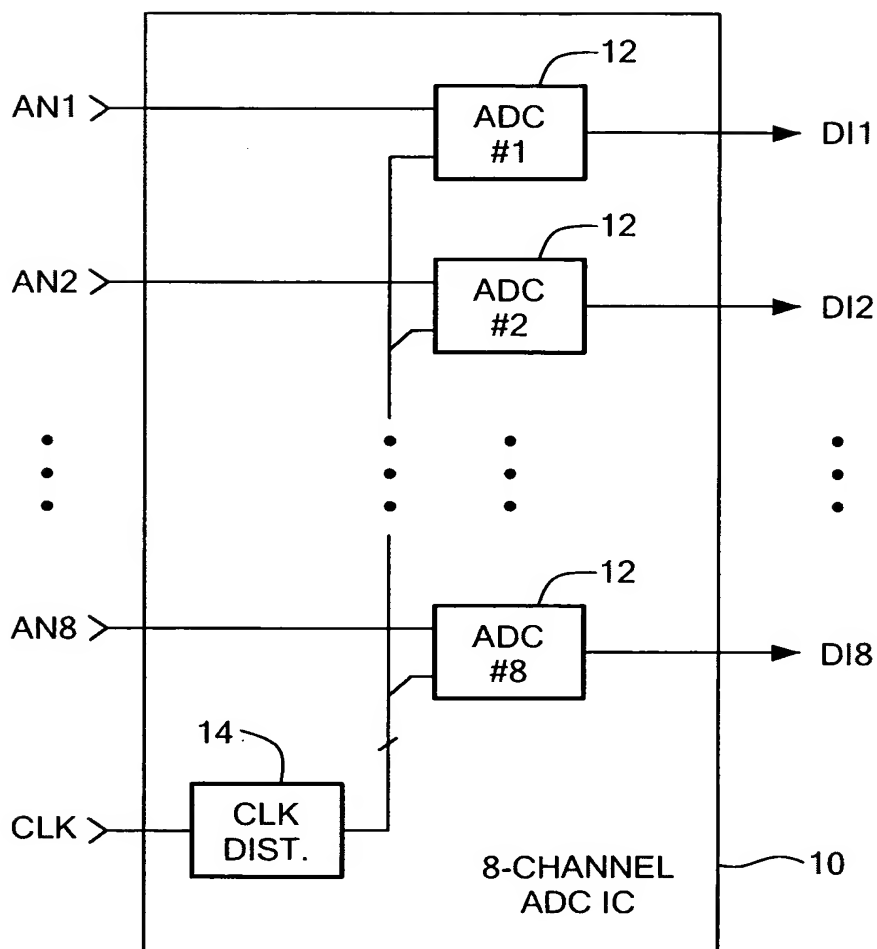 12
AN1
ADC
#1
DI1
12
AN2
ADC
#2
DI2
12
AN8
ADC
#8
DI8
14
CLK
CLK
DIST.
8-CHANNEL
ADC IC
10